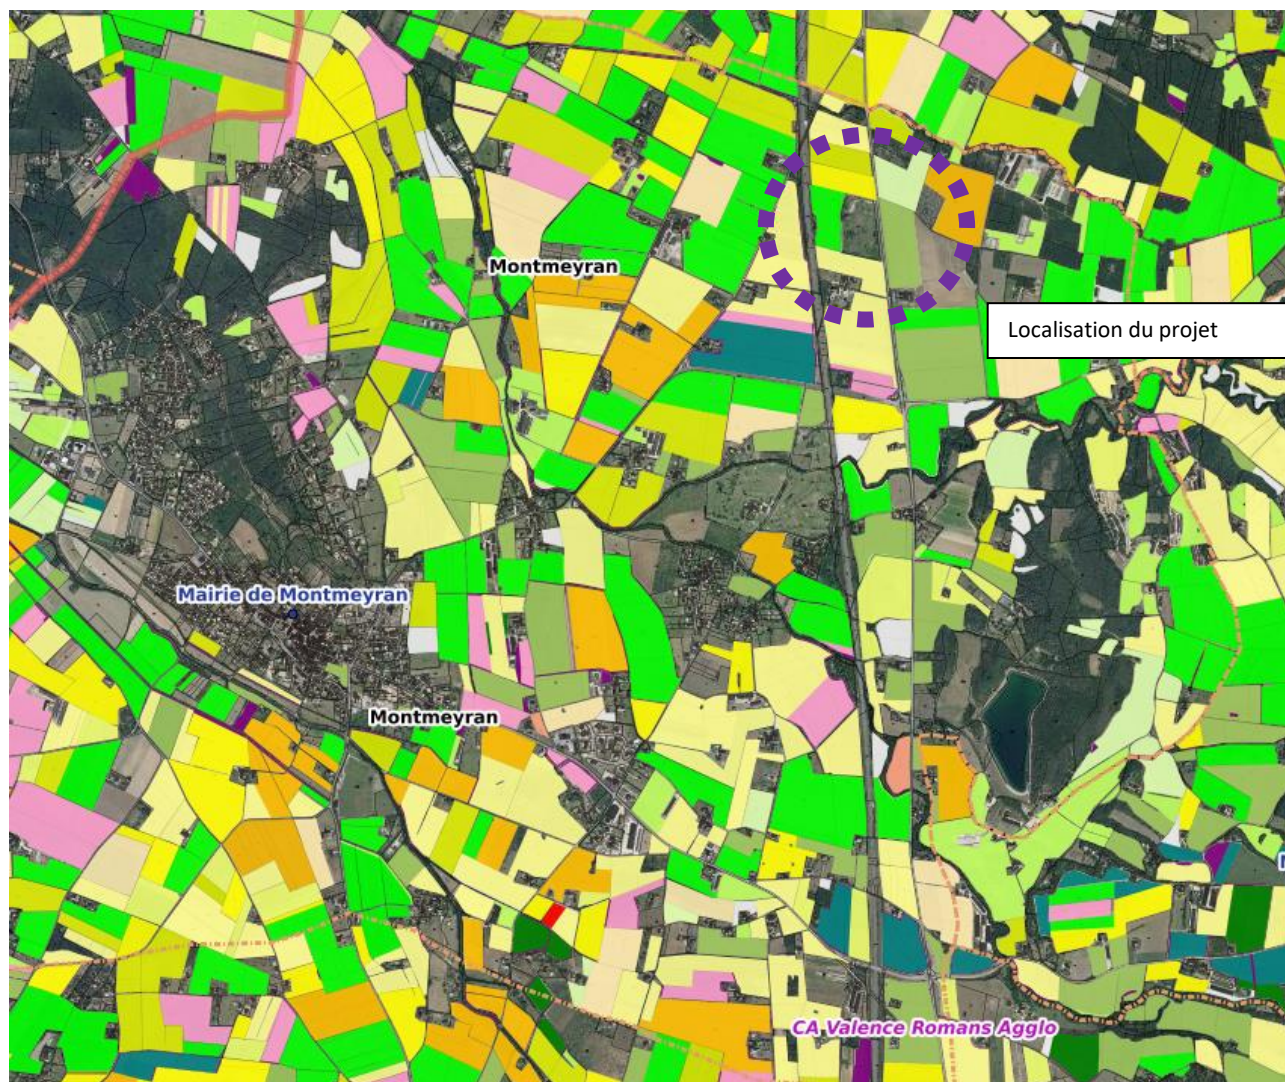 Montmeyran
Localisation du projet
Mairie de Montmeyran
Montmeyran
CA Valence Romans Agglo